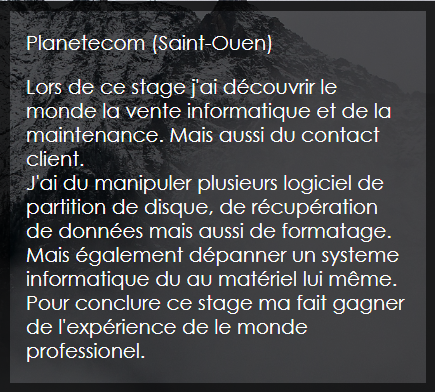 Planetecom (Saint-Ouen)
Lors de ce stage j'ai découvrir le
monde la vente informatique et de la
maintenance. Mais aussi du contact
client.
J'ai du manipuler plusieurs logiciel de
partition de disque, de récupération
de données mais aussi de formatage.
Mais également dépanner un systeme
informatique du au matériel lui même.
Pour conclure ce stage ma fait gagner
de l'expérience de le monde
professionel.